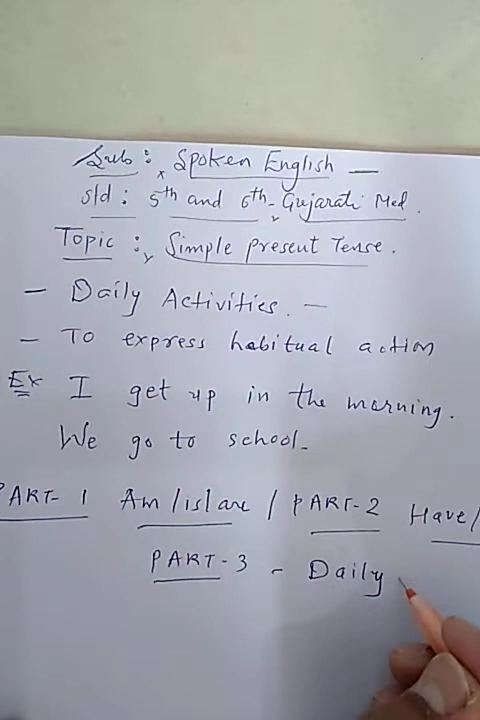 Sub: Spoken English —
Std: 5th and 6th - Gujarati Med.
Topic: Simple present Tense.
- Daily Activities. —
- To express habitual action
Ex I get up in the morning.
We go to school.
PART-1 Am/is/are / PART-2 Have/
PART-3 - Daily